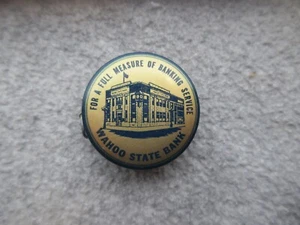 FOR A FULL MEASURE OF BANKING SERVICE
WAHOO STATE BANK